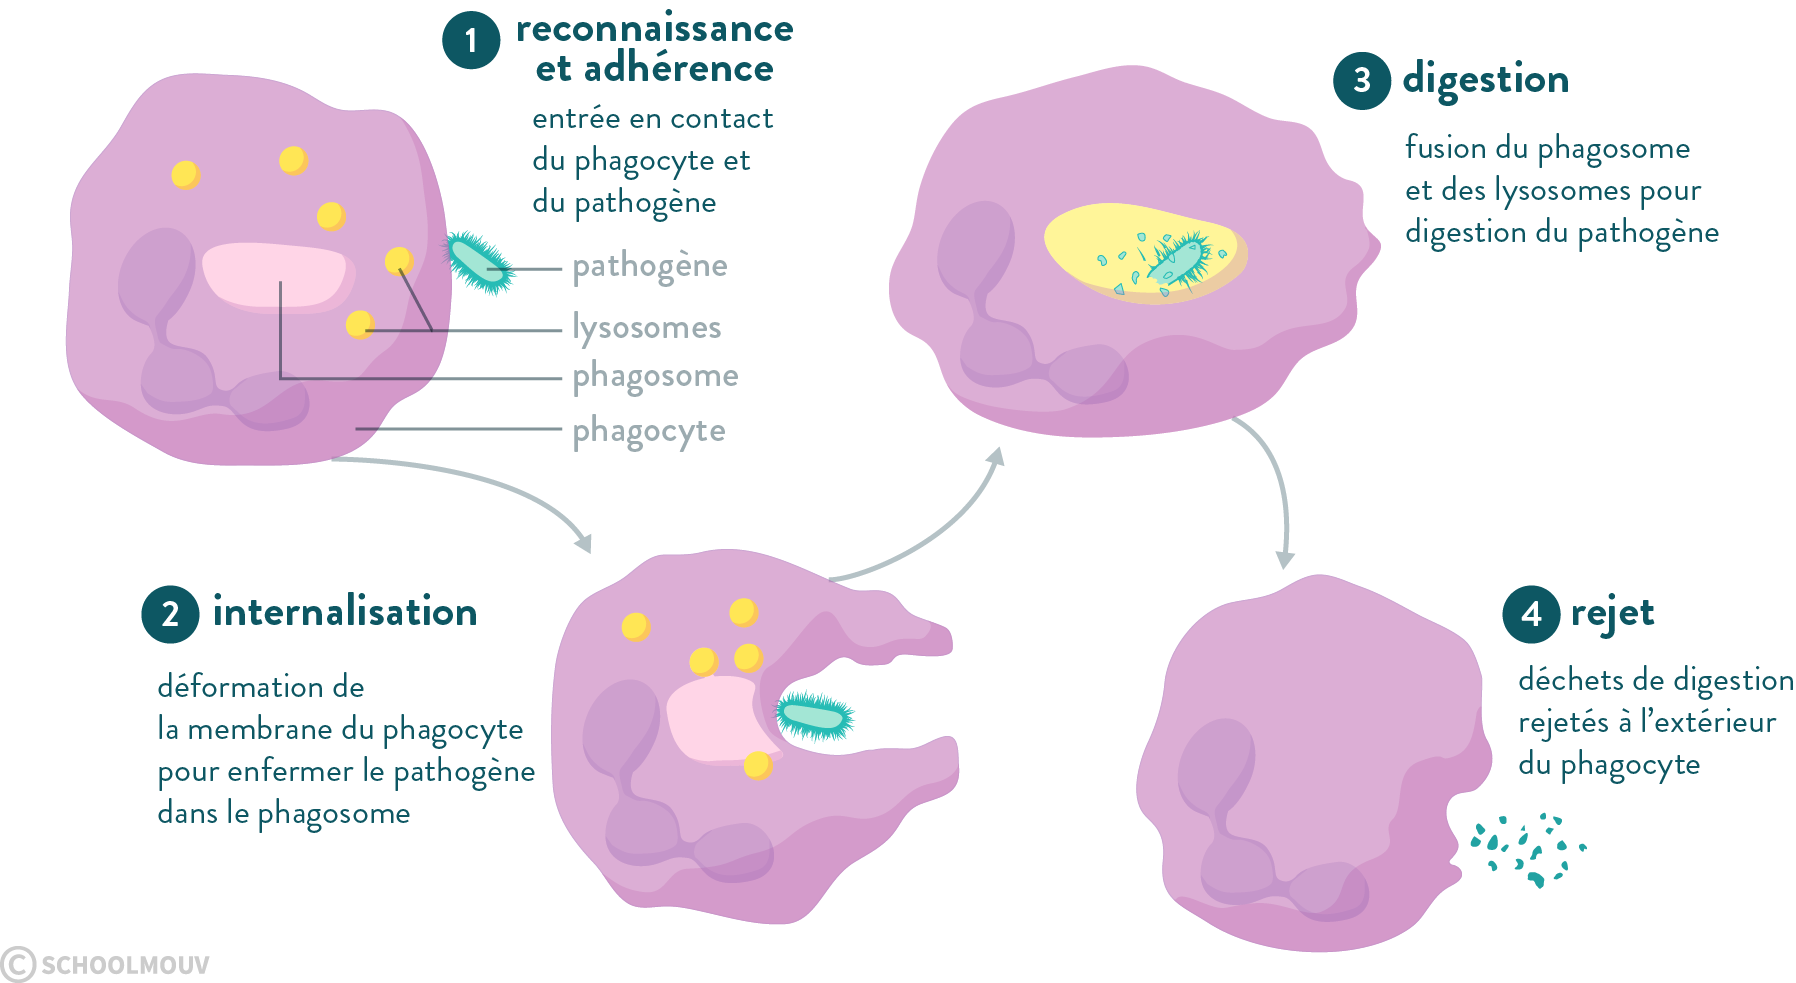 1 reconnaissance
et adhérence
entrée en contact
du phagocyte et
du pathogène
pathogène
lysosomes
phagosome
phagocyte
2 internalisation
déformation de
la membrane du phagocyte
pour enfermer le pathogène
dans le phagosome
3 digestion
fusion du phagosome
et des lysosomes pour
digestion du pathogène
4 rejet
déchets de digestion
rejetés à l'extérieur
du phagocyte
© SCHOOLMOUV